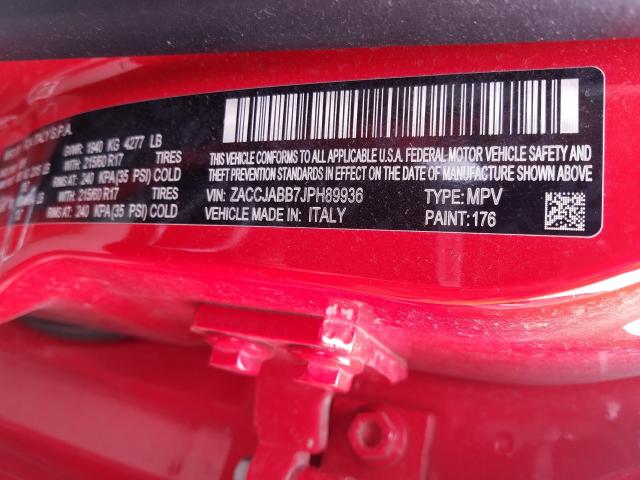 ITALY S.P.A.
GVWR: 1940 KG 4277 LB
WITH: 215/60 R17 TIRES
RIMS AT: 240 KPA (35 PSI) COLD
WITH: 215/60 R17 TIRES
RIMS AT: 240 KPA (35 PSI) COLD
THIS VEHICLE CONFORMS TO ALL APPLICABLE U.S.A. FEDERAL MOTOR VEHICLE SAFETY AND
THEFT PREVENTION STANDARDS IN EFFECT ON THE DATE OF MANUFACTURE SHOWN ABOVE
VIN: ZACCJABB7JPH89936 TYPE: MPV
VEHICLE MADE IN: ITALY PAINT: 176